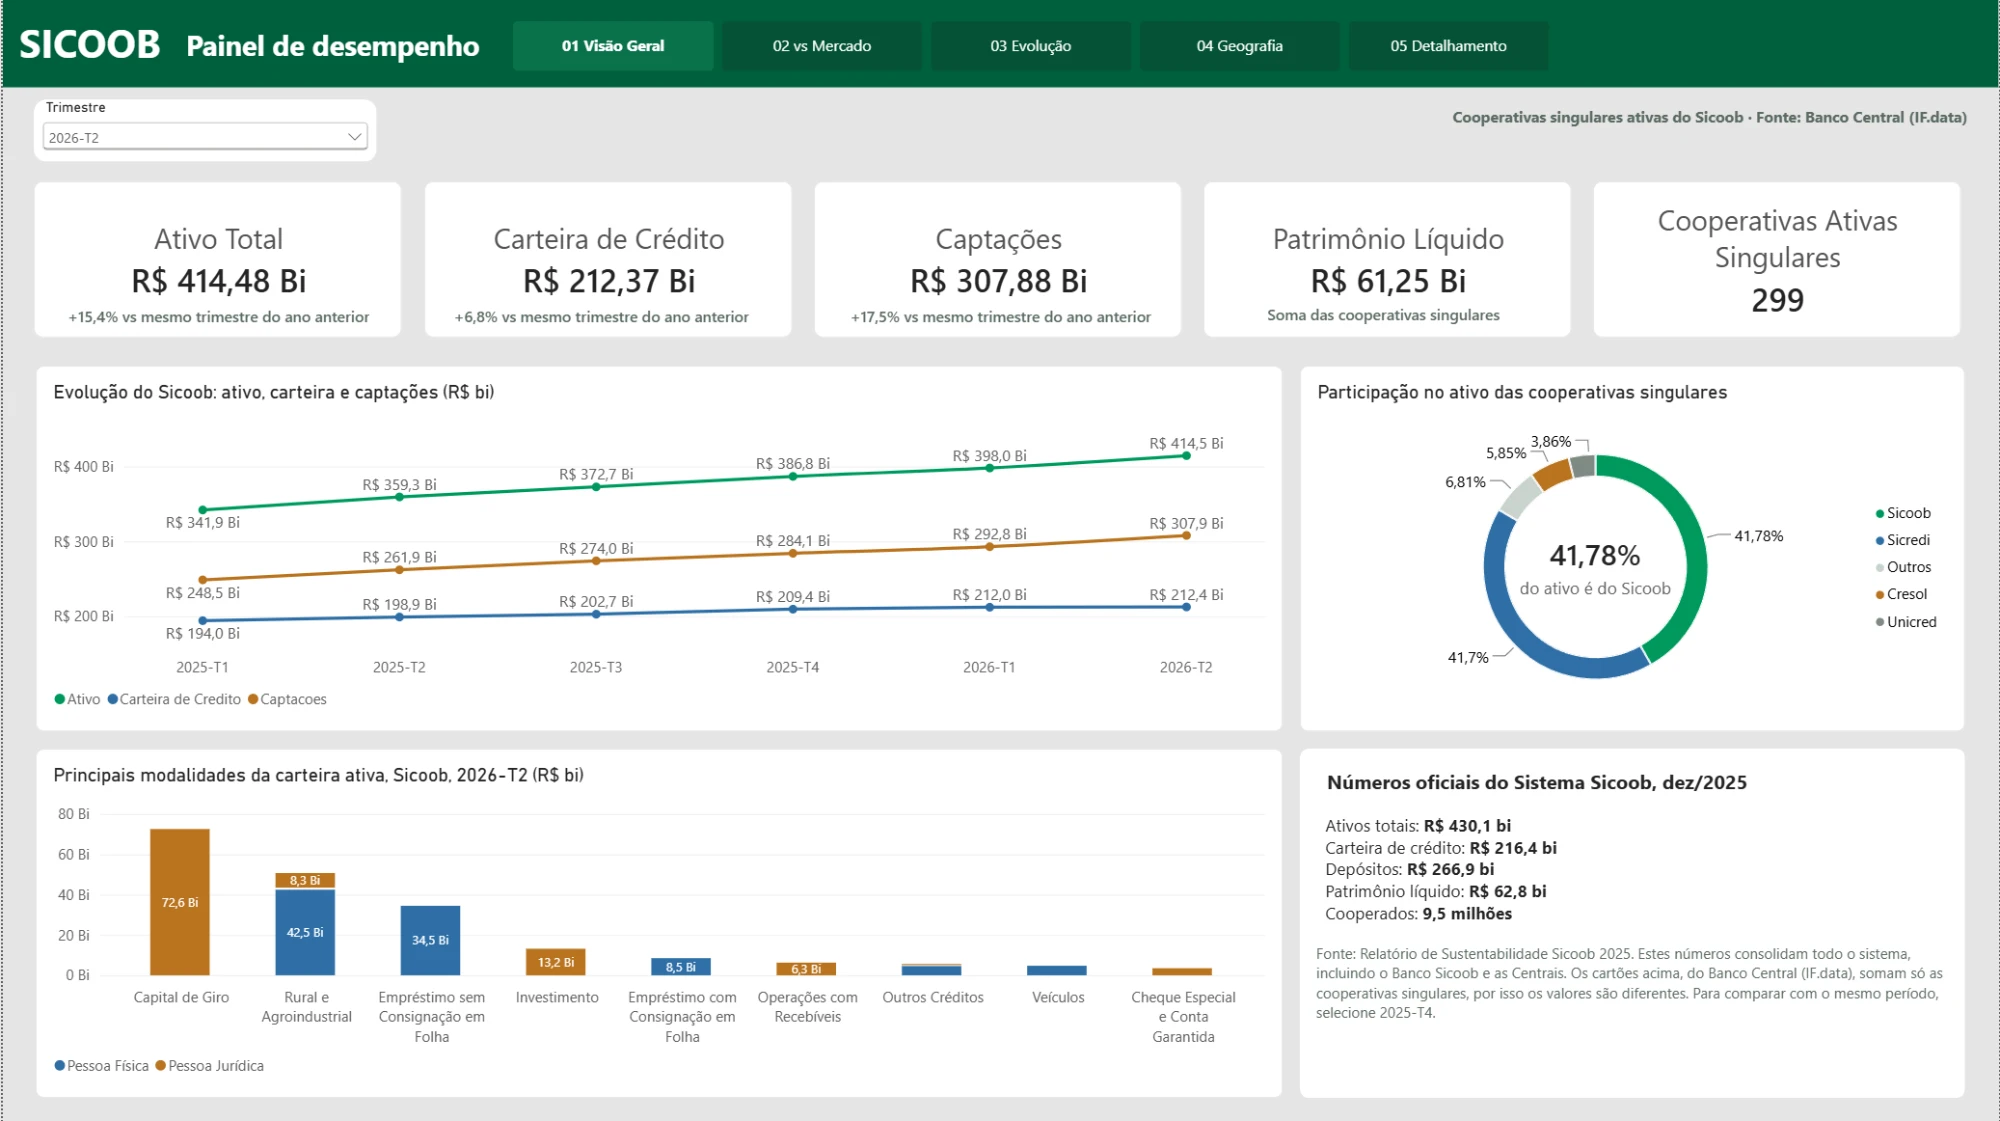 SICOOB Painel de desempenho
01 Visão Geral
02 vs Mercado
03 Evolução
04 Geografia
05 Detalhamento
Trimestre
2026-T2
Cooperativas singulares ativas do Sicoob · Fonte: Banco Central (IF.data)
Ativo Total
R$ 414,48 Bi
+15,4% vs mesmo trimestre do ano anterior
Carteira de Crédito
R$ 212,37 Bi
+6,8% vs mesmo trimestre do ano anterior
Captações
R$ 307,88 Bi
+17,5% vs mesmo trimestre do ano anterior
Patrimônio Líquido
R$ 61,25 Bi
Soma das cooperativas singulares
Cooperativas Ativas
Singulares
299
Evolução do Sicoob: ativo, carteira e captações (R$ bi)
R$ 400 Bi
R$ 300 Bi
R$ 200 Bi
R$ 341,9 Bi
R$ 359,3 Bi
R$ 372,7 Bi
R$ 386,8 Bi
R$ 398,0 Bi
R$ 414,5 Bi
R$ 248,5 Bi
R$ 261,9 Bi
R$ 274,0 Bi
R$ 284,1 Bi
R$ 292,8 Bi
R$ 307,9 Bi
R$ 194,0 Bi
R$ 198,9 Bi
R$ 202,7 Bi
R$ 209,4 Bi
R$ 212,0 Bi
R$ 212,4 Bi
2025-T1
2025-T2
2025-T3
2025-T4
2026-T1
2026-T2
Ativo
Carteira de Credito
Captacoes
Participação no ativo das cooperativas singulares
3,86%
5,85%
6,81%
41,78%
41,7%
41,78%
do ativo é do Sicoob
Sicoob
Sicredi
Outros
Cresol
Unicred
Principais modalidades da carteira ativa, Sicoob, 2026-T2 (R$ bi)
80 Bi
60 Bi
40 Bi
20 Bi
0 Bi
72,6 Bi
8,3 Bi
42,5 Bi
34,5 Bi
13,2 Bi
8,5 Bi
6,3 Bi
Capital de Giro
Rural e
Agroindustrial
Empréstimo sem
Consignação em
Folha
Investimento
Empréstimo com
Consignação em
Folha
Operações com
Recebíveis
Outros Créditos
Veículos
Cheque Especial
e Conta
Garantida
Pessoa Física
Pessoa Jurídica
Números oficiais do Sistema Sicoob, dez/2025
Ativos totais: R$ 430,1 bi
Carteira de crédito: R$ 216,4 bi
Depósitos: R$ 266,9 bi
Patrimônio líquido: R$ 62,8 bi
Cooperados: 9,5 milhões
Fonte: Relatório de Sustentabilidade Sicoob 2025. Estes números consolidam todo o sistema,
incluindo o Banco Sicoob e as Centrais. Os cartões acima, do Banco Central (IF.data), somam só as
cooperativas singulares, por isso os valores são diferentes. Para comparar com o mesmo período,
selecione 2025-T4.